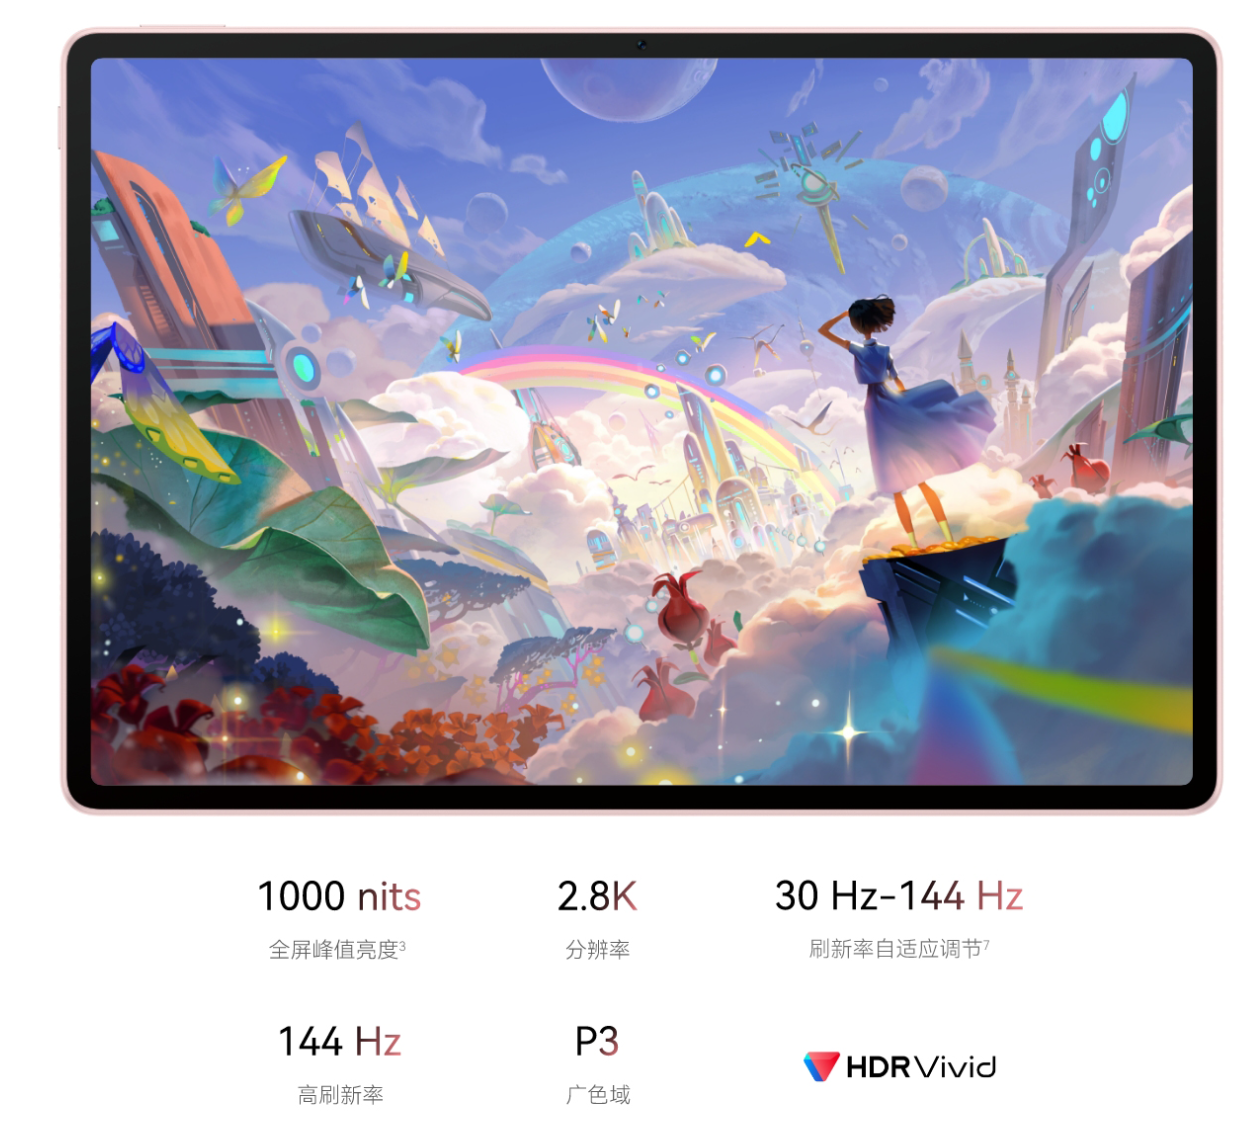 1000 nits
全屏峰值亮度3
2.8K
分辨率
30 Hz-144 Hz
刷新率自适应调节7
144 Hz
高刷新率
P3
广色域
HDR Vivid